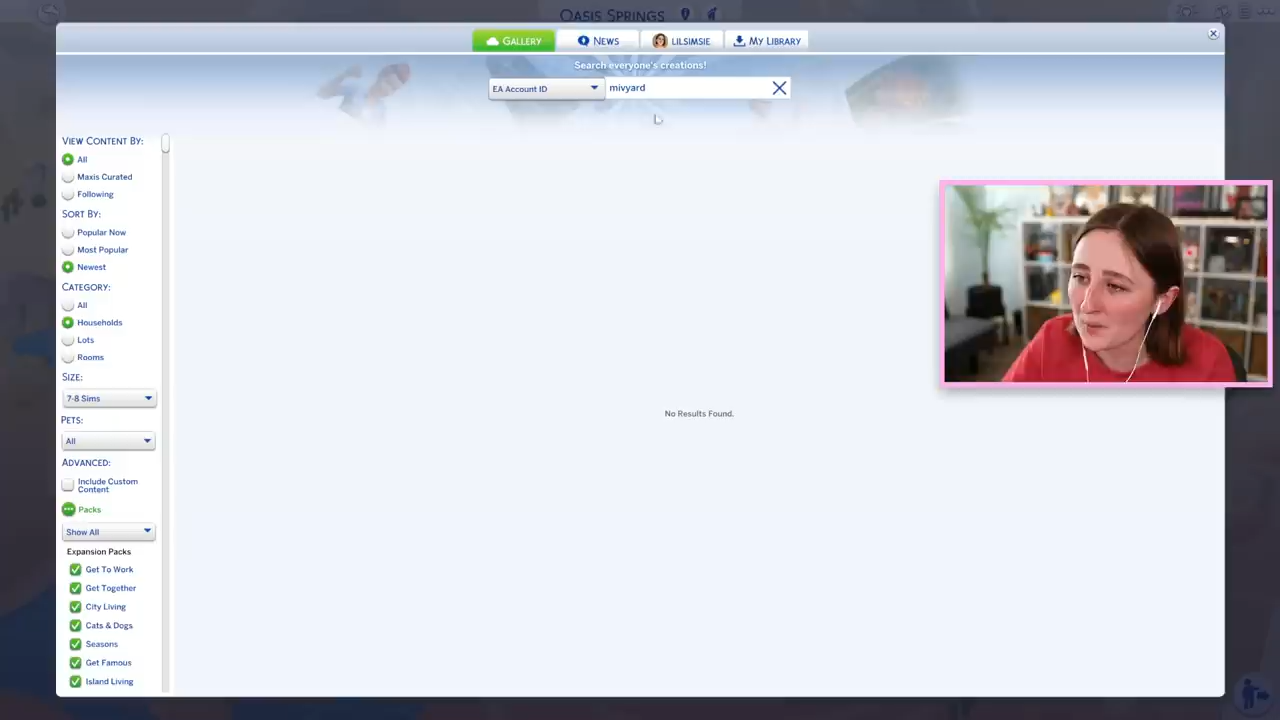 OASIS SPRINGS
GALLERY
NEWS
LILSIMSIE
MY LIBRARY
Search everyone's creations!
EA Account ID
mivyard
VIEW CONTENT BY:
All
Maxis Curated
Following
SORT BY:
Popular Now
Most Popular
Newest
CATEGORY:
All
Households
Lots
Rooms
SIZE:
7-8 Sims
PETS:
All
ADVANCED:
Include Custom
Content
Packs
Show All
Expansion Packs
Get To Work
Get Together
City Living
Cats & Dogs
Seasons
Get Famous
Island Living
No Results Found.